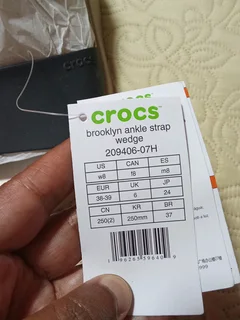 crocs
crocs™
brooklyn ankle strap
wedge
209406-07H
US CAN ES
w8 f8 m8
EUR UK JP
38-39 6 24
CN KR BR
250(2) 250mm 37